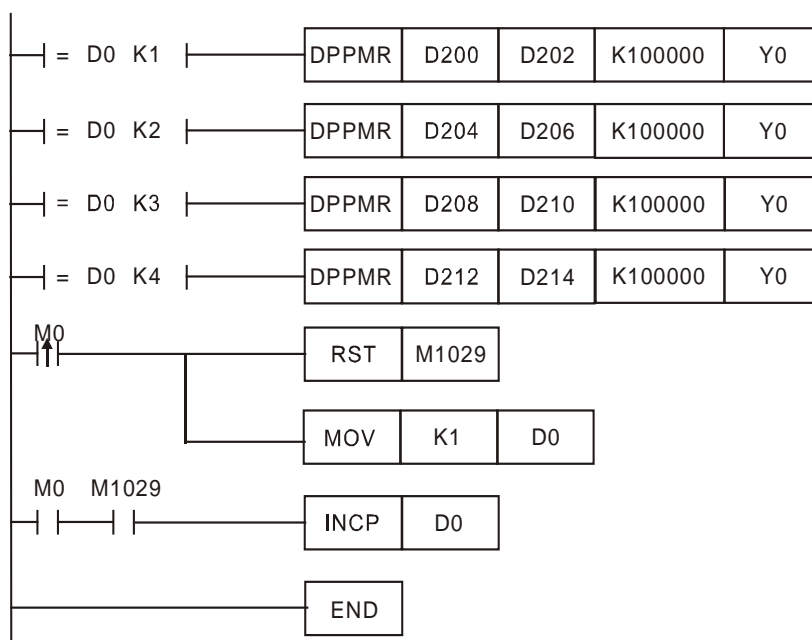 = D0 K1 DPPMR D200 D202 K100000 Y0
= D0 K2 DPPMR D204 D206 K100000 Y0
= D0 K3 DPPMR D208 D210 K100000 Y0
= D0 K4 DPPMR D212 D214 K100000 Y0
M0
RST M1029
MOV K1 D0
M0 M1029
INCP D0
END